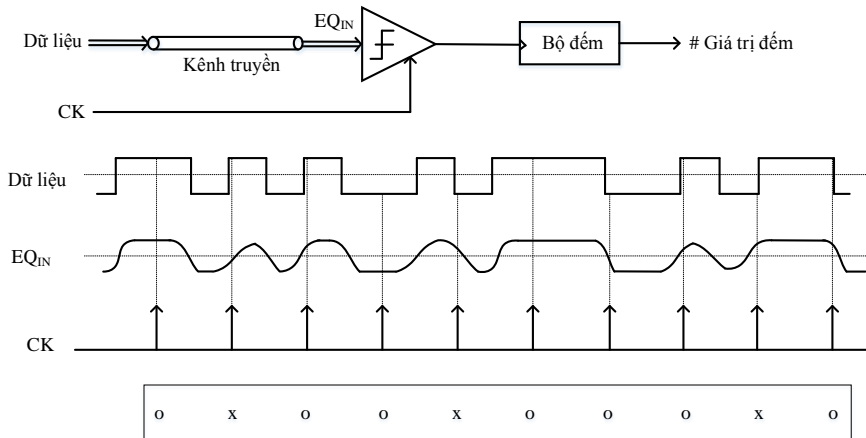 EQIN
Dữ liệu
Bộ đếm
# Giá trị đếm
Kênh truyền
CK
Dữ liệu
EQIN
CK
o x o o x o o o x o